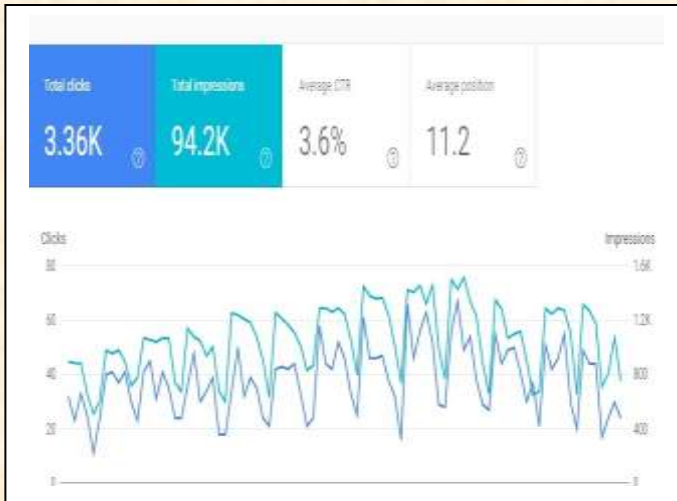 Total clicks
Total impressions
Average CTR
Average position
3.36K
94.2K
3.6%
11.2
Clicks
Impressions
80
1.6K
60
1.2K
40
800
20
400
0
0